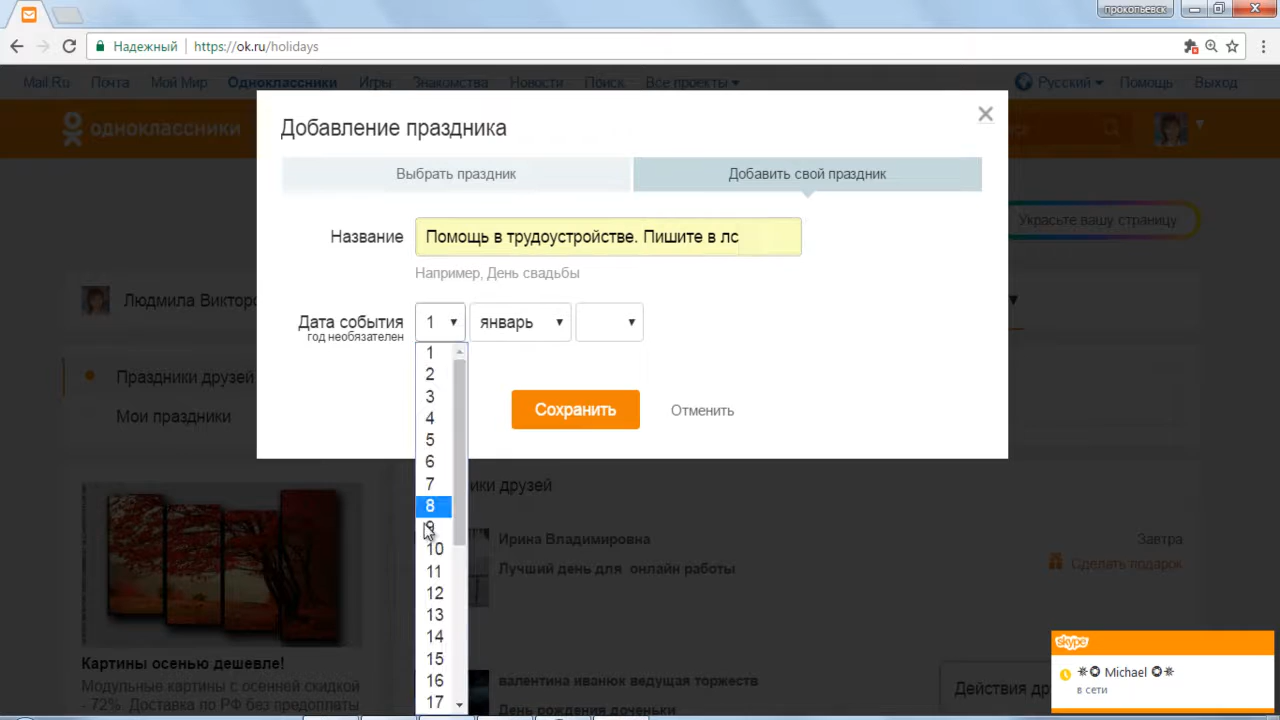 прокопьевск
Надежный https://ok.ru/holidays
Mail.Ru Почта Мой Мир Одноклассники Игры Знакомства Новости Поиск Все проекты Русский Помощь Выход
одноклассники
Добавление праздника
Выбрать праздник Добавить свой праздник
Украсьте вашу страницу
Название Помощь в трудоустройстве. Пишите в лс
Например, День свадьбы
Людмила Викторо
Дата события 1 январь
год необязателен
1
2
3
4
5
6
7
8
9
10
11
12
13
14
15
16
17
Праздники друзей
Мои праздники
Сохранить Отменить
ики друзей
Ирина Владимировна Завтра
Лучший день для онлайн работы Сделать подарок
Картины осенью дешевле!
Модульные картины с осенней скидкой
- 72%. Доставка по РФ без предоплаты
валентина иванюк ведущая торжеств
День рождения доченьки
Действия др
skype
Michael
в сети